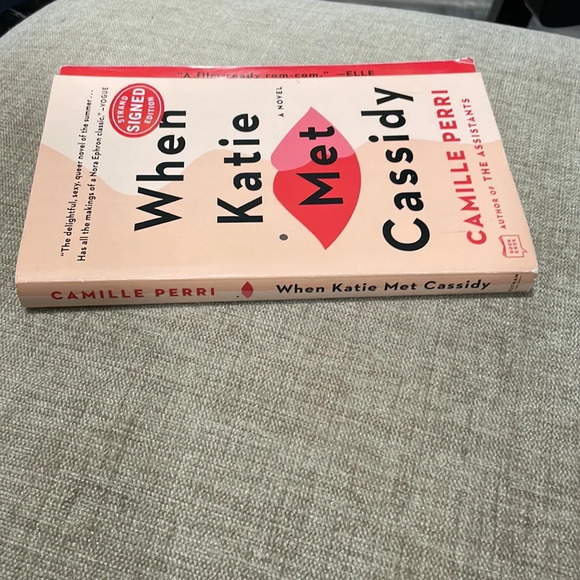 "A film-ready rom-com." —ELLE
"The delightful, sexy, queer novel of the summer . . .
Has all the makings of a Nora Ephron classic." —VOGUE
STRAND
SIGNED
EDITION
When
Katie
A NOVEL
Met
Cassidy
CAMILLE PERRI
AUTHOR OF THE ASSISTANTS
BOOK
ENDS
CAMILLE PERRI
When Katie Met Cassidy